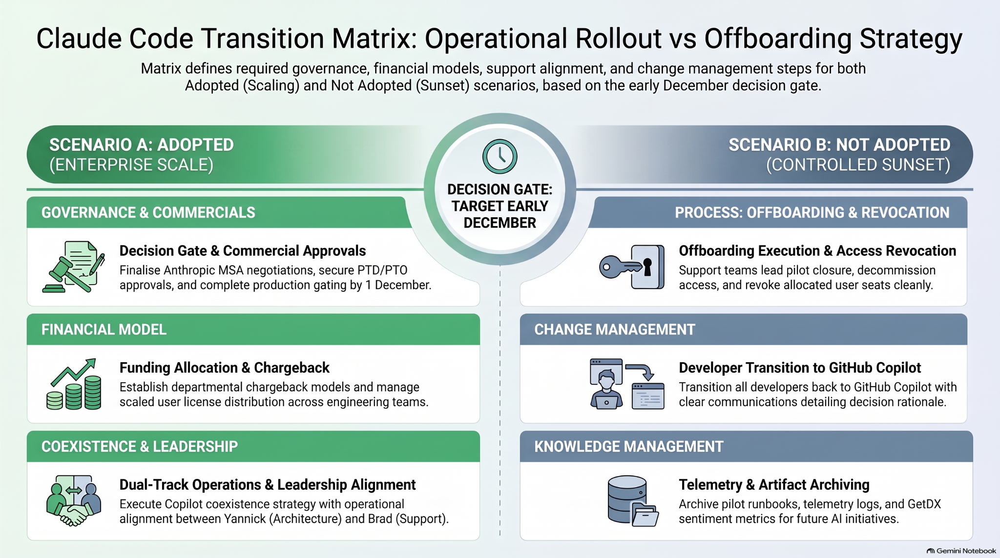 Claude Code Transition Matrix: Operational Rollout vs Offboarding Strategy
Matrix defines required governance, financial models, support alignment, and change management steps for both
Adopted (Scaling) and Not Adopted (Sunset) scenarios, based on the early December decision gate.
SCENARIO A: ADOPTED
(ENTERPRISE SCALE)
DECISION GATE:
TARGET EARLY
DECEMBER
SCENARIO B: NOT ADOPTED
(CONTROLLED SUNSET)
GOVERNANCE & COMMERCIALS
Decision Gate & Commercial Approvals
Finalise Anthropic MSA negotiations, secure PTD/PTO
approvals, and complete production gating by 1 December.
FINANCIAL MODEL
Funding Allocation & Chargeback
Establish departmental chargeback models and manage
scaled user license distribution across engineering teams.
COEXISTENCE & LEADERSHIP
Dual-Track Operations & Leadership Alignment
Execute Copilot coexistence strategy with operational
alignment between Yannick (Architecture) and Brad (Support).
PROCESS: OFFBOARDING & REVOCATION
Offboarding Execution & Access Revocation
Support teams lead pilot closure, decommission
access, and revoke allocated user seats cleanly.
CHANGE MANAGEMENT
Developer Transition to GitHub Copilot
Transition all developers back to GitHub Copilot with
clear communications detailing decision rationale.
KNOWLEDGE MANAGEMENT
Telemetry & Artifact Archiving
Archive pilot runbooks, telemetry logs, and GetDX
sentiment metrics for future AI initiatives.
Gemini Notebook